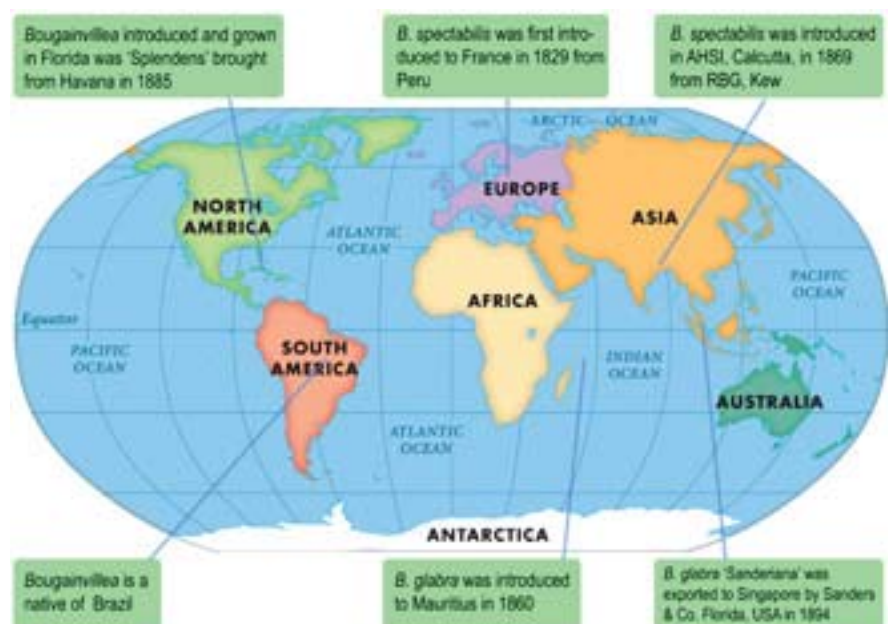 Bougainvillea introduced and grown
in Florida was 'Splendens' brought
from Havana in 1885
B. spectabilis was first intro-
duced to France in 1829 from
Peru
B. spectabilis was introduced
in AHSI, Calcutta, in 1869
from RBG, Kew
ARCTIC OCEAN
NORTH
AMERICA
EUROPE
ASIA
ATLANTIC
OCEAN
PACIFIC
OCEAN
AFRICA
Equator
PACIFIC
OCEAN
SOUTH
AMERICA
INDIAN
OCEAN
AUSTRALIA
ATLANTIC
OCEAN
ANTARCTICA
Bougainvillea is a
native of Brazil
B. glabra was introduced
to Mauritius in 1860
B. glabra 'Sanderiana' was
exported to Singapore by Sanders
& Co. Florida, USA in 1894